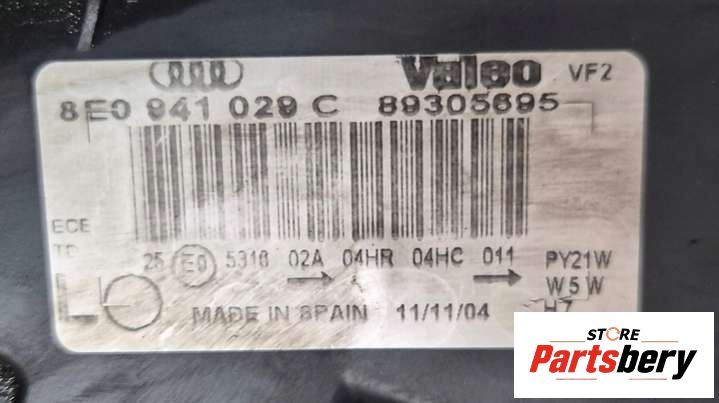 Valeo VF2
8E0 941 029 C 89305695
ECE
25 E9 5318 02A 04HR 04HC 011 PY21W
W5W
MADE IN SPAIN 11/11/04 H7
STORE
Partsbery